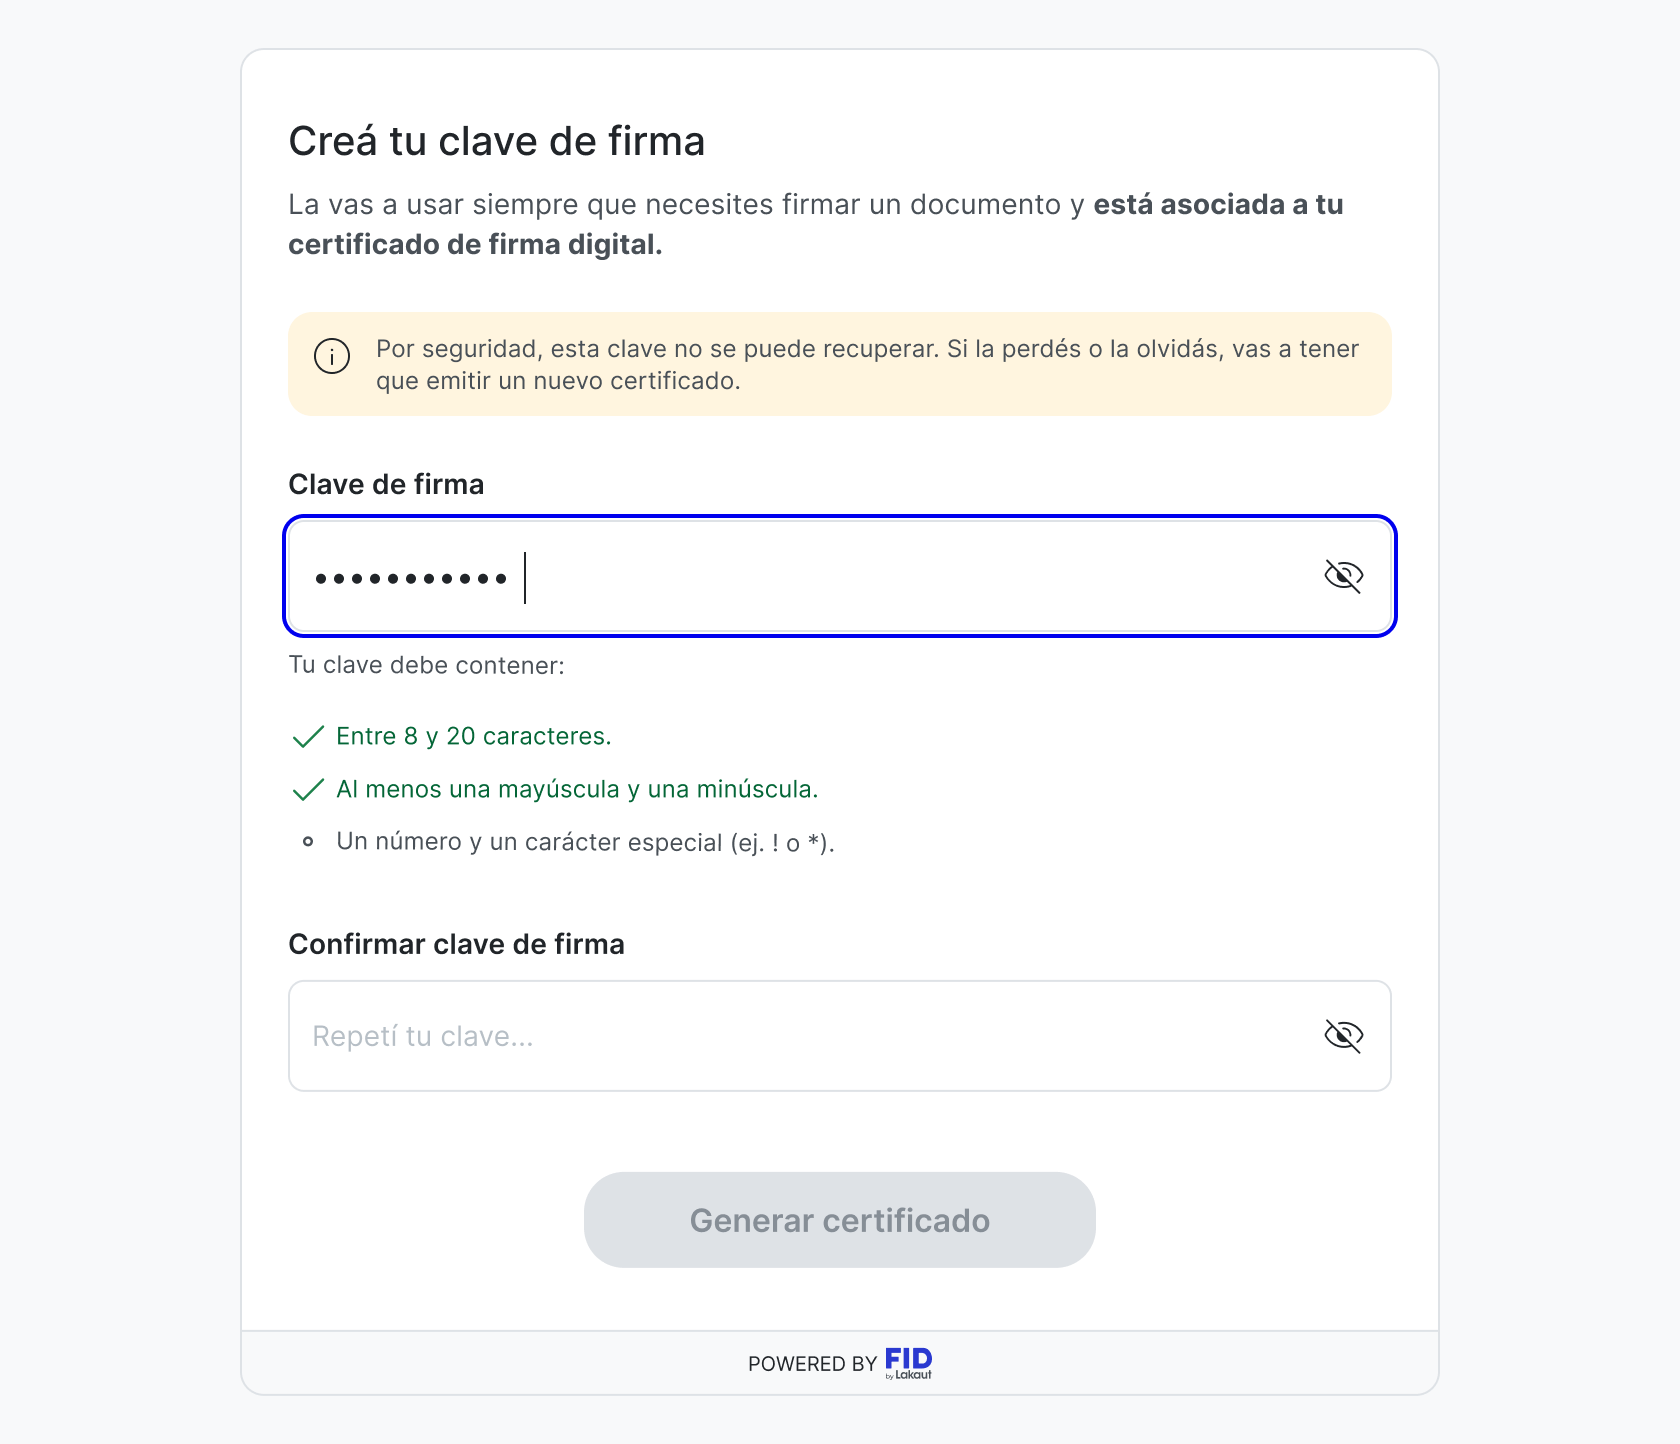 Creá tu clave de firma
La vas a usar siempre que necesites firmar un documento y está asociada a tu
certificado de firma digital.
Por seguridad, esta clave no se puede recuperar. Si la perdés o la olvidás, vas a tener
que emitir un nuevo certificado.
Clave de firma
•••••••••••
Tu clave debe contener:
Entre 8 y 20 caracteres.
Al menos una mayúscula y una minúscula.
Un número y un carácter especial (ej. ! o *).
Confirmar clave de firma
Repetí tu clave...
Generar certificado
POWERED BY FID
by Lakaut